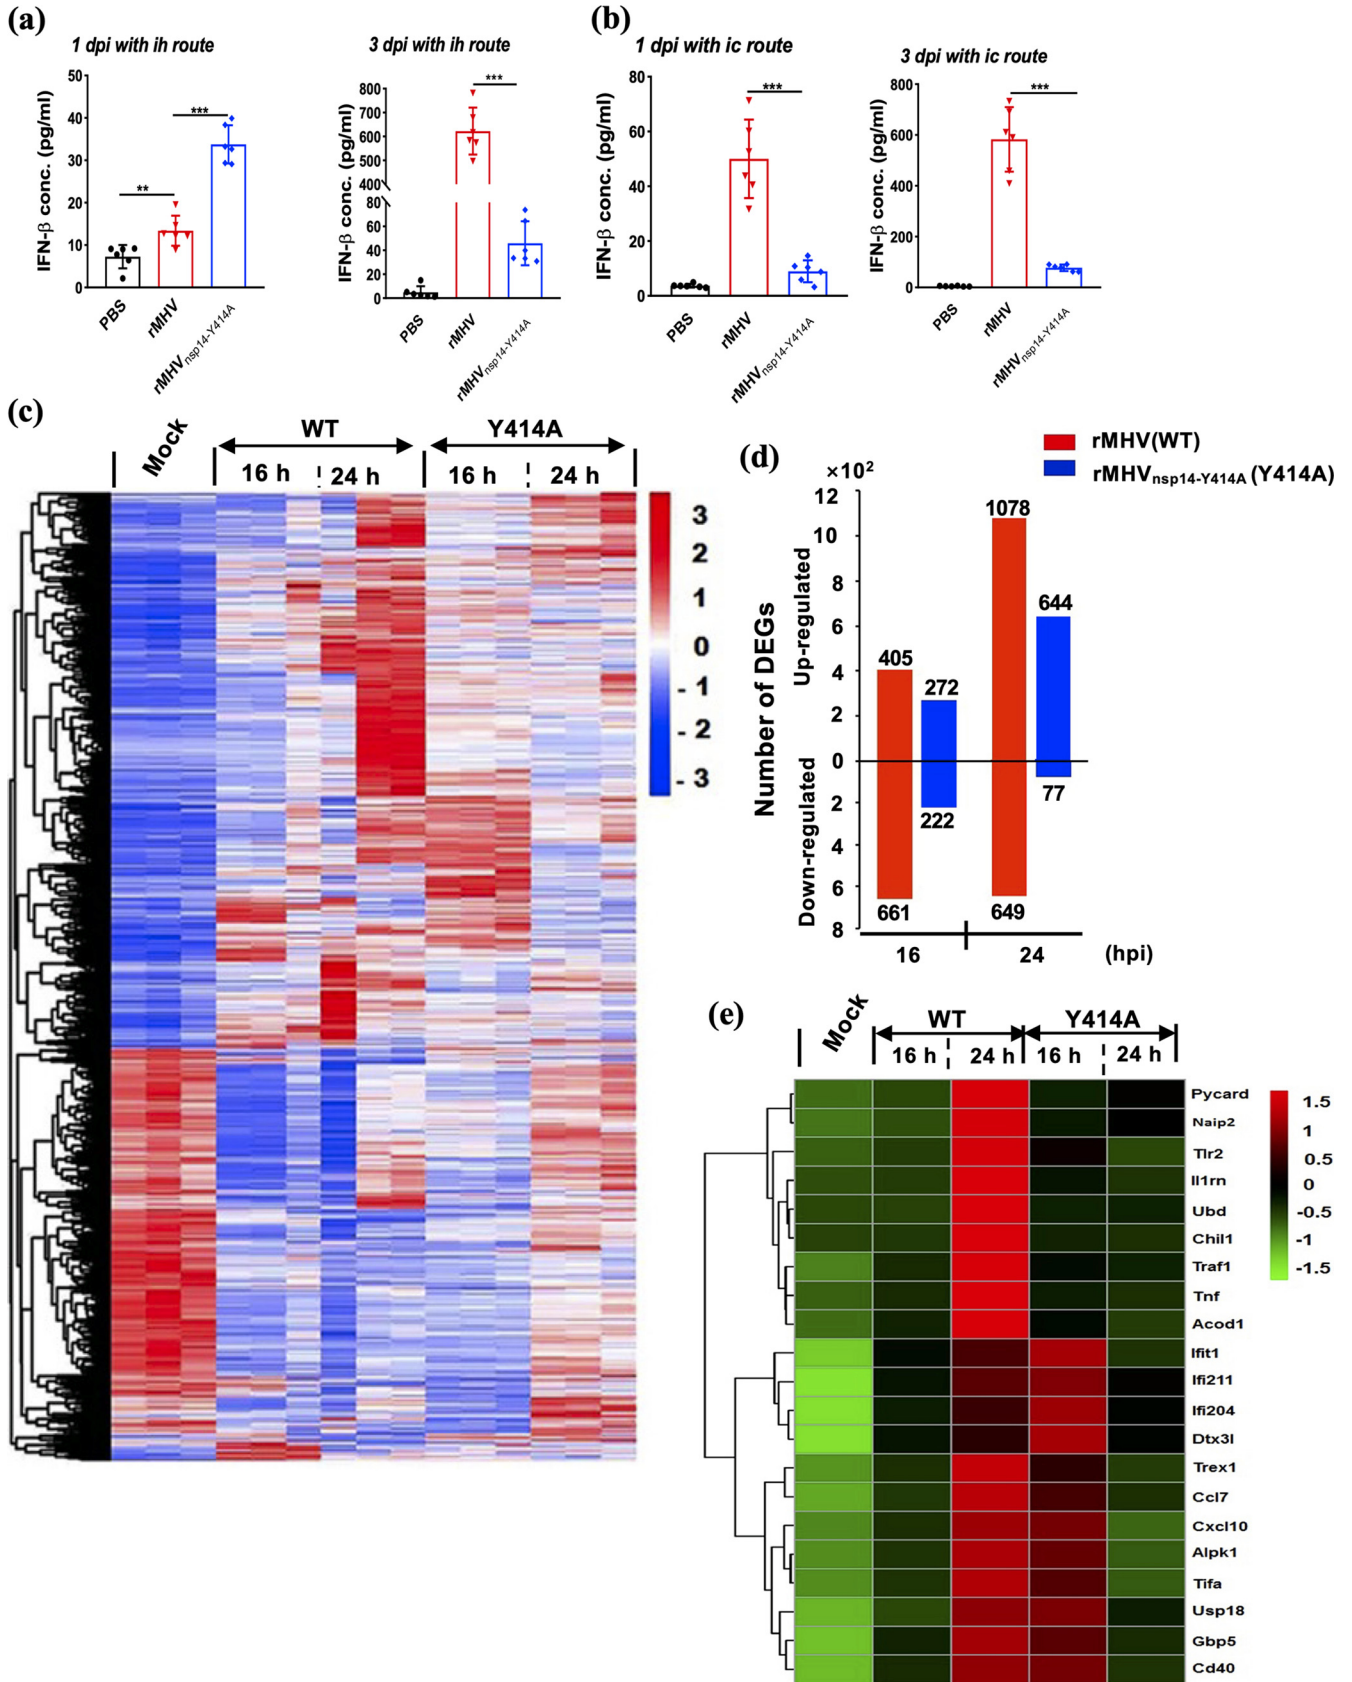 (a)
1 dpi with ih route
IFN-β conc. (pg/ml)
50
40
30
20
10
0
**
***
PBS
rMHV
rMHVnsp14-Y414A
3 dpi with ih route
IFN-β conc. (pg/ml)
800
700
600
500
400
80
60
40
20
0
***
PBS
rMHV
rMHVnsp14-Y414A
(b)
1 dpi with ic route
IFN-β conc. (pg/ml)
80
60
40
20
0
***
PBS
rMHV
rMHVnsp14-Y414A
3 dpi with ic route
IFN-β conc. (pg/ml)
800
600
400
200
0
***
PBS
rMHV
rMHVnsp14-Y414A
(c)
Mock
WT
Y414A
16 h
24 h
16 h
24 h
3
2
1
0
- 1
- 2
- 3
(d)
rMHV(WT)
rMHVnsp14-Y414A (Y414A)
×102
Number of DEGs
Up-regulated
Down-regulated
12
10
8
6
4
2
0
2
4
6
8
405
272
1078
644
661
222
649
77
16
24
(hpi)
(e)
Mock
WT
Y414A
16 h
24 h
16 h
24 h
Pycard
Naip2
Tlr2
Il1rn
Ubd
Chil1
Traf1
Tnf
Acod1
Ifit1
Ifi211
Ifi204
Dtx3l
Trex1
Ccl7
Cxcl10
Alpk1
Tifa
Usp18
Gbp5
Cd40
1.5
1
0.5
0
-0.5
-1
-1.5